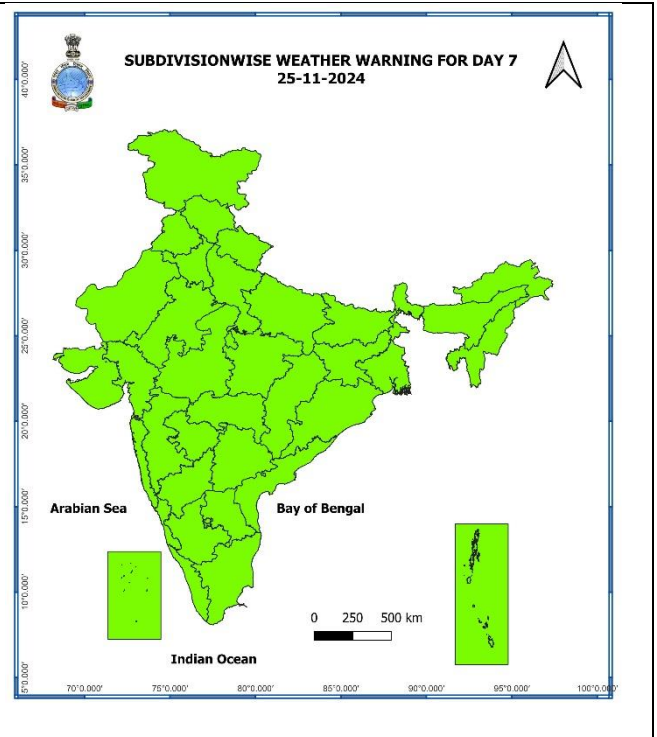 SUBDIVISIONWISE WEATHER WARNING FOR DAY 7
25-11-2024
40°0.000'
35°0.000'
30°0.000'
25°0.000'
20°0.000'
15°0.000'
10°0.000'
5°0.000'
Arabian Sea
Bay of Bengal
0 250 500 km
Indian Ocean
70°0.000' 75°0.000' 80°0.000' 85°0.000' 90°0.000' 95°0.000' 100°0.000'